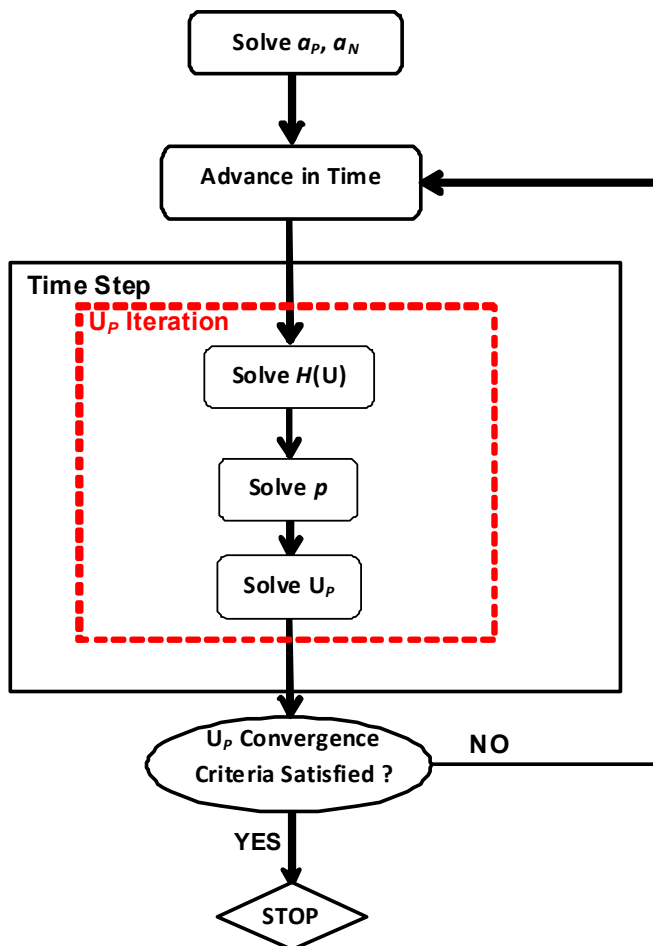 Solve aP, aN
Advance in Time
Time Step
UP Iteration
Solve H(U)
Solve p
Solve UP
UP Convergence
Criteria Satisfied ?
NO
YES
STOP